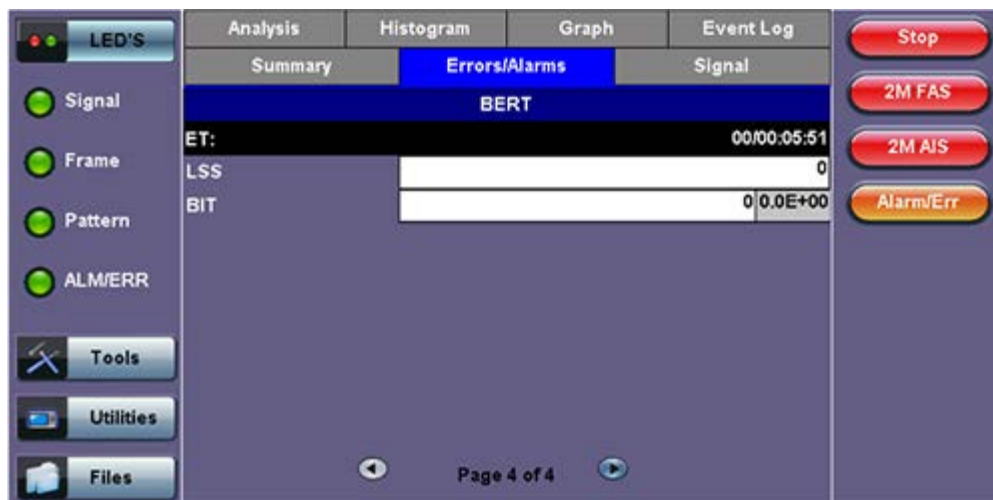 LED'S
Signal
Frame
Pattern
ALM/ERR
Tools
Utilities
Files
Analysis Histogram Graph Event Log
Summary Errors/Alarms Signal
BERT
ET: 00/00:05:51
LSS 0
BIT 0 0.0E+00
Page 4 of 4
Stop
2M FAS
2M AIS
Alarm/Err